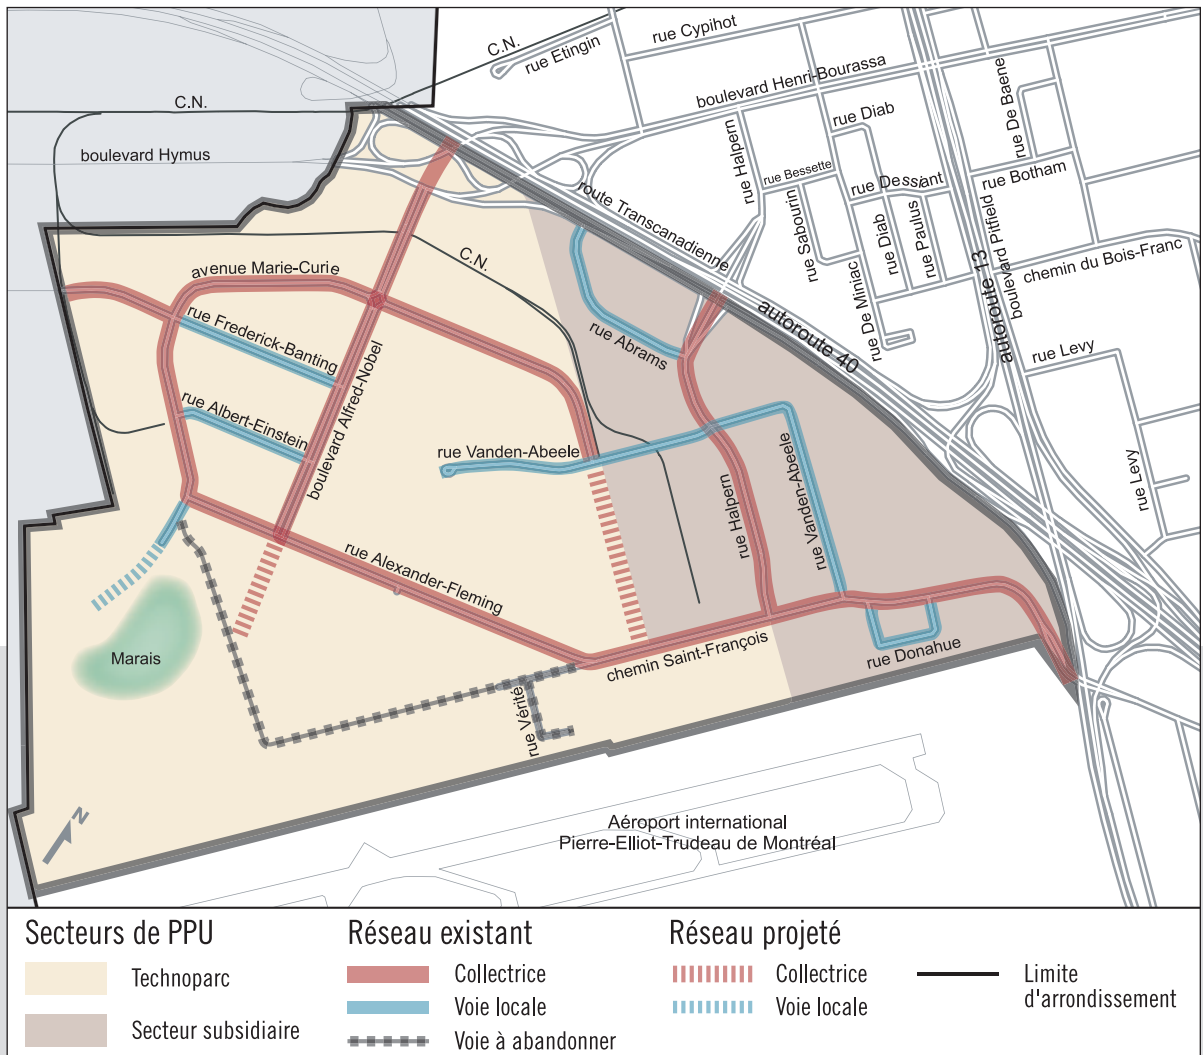 C.N.
rue Etingin
rue Cypihot
boulevard Henri-Bourassa
C.N.
boulevard Hymus
rue Diab
rue De Baene
rue Halpern
rue Bessette
rue Dessiant
rue Botham
route Transcanadienne
rue Sabourin
rue Diab
rue Paulus
boulevard Pitfield
chemin du Bois-Franc
autoroute 13
C.N.
avenue Marie-Curie
rue De Miniac
autoroute 40
rue Frederick-Banting
rue Abrams
rue Levy
boulevard Alfred-Nobel
rue Albert-Einstein
rue Vanden-Abeele
rue Vanden-Abeele
rue Halpern
rue Levy
rue Alexander-Fleming
Marais
chemin Saint-François
rue Donahue
rue Vérité
N
Aéroport international
Pierre-Elliot-Trudeau de Montréal
Secteurs de PPU
Technoparc
Secteur subsidiaire
Réseau existant
Collectrice
Voie locale
Voie à abandonner
Réseau projeté
Collectrice
Voie locale
Limite
d'arrondissement